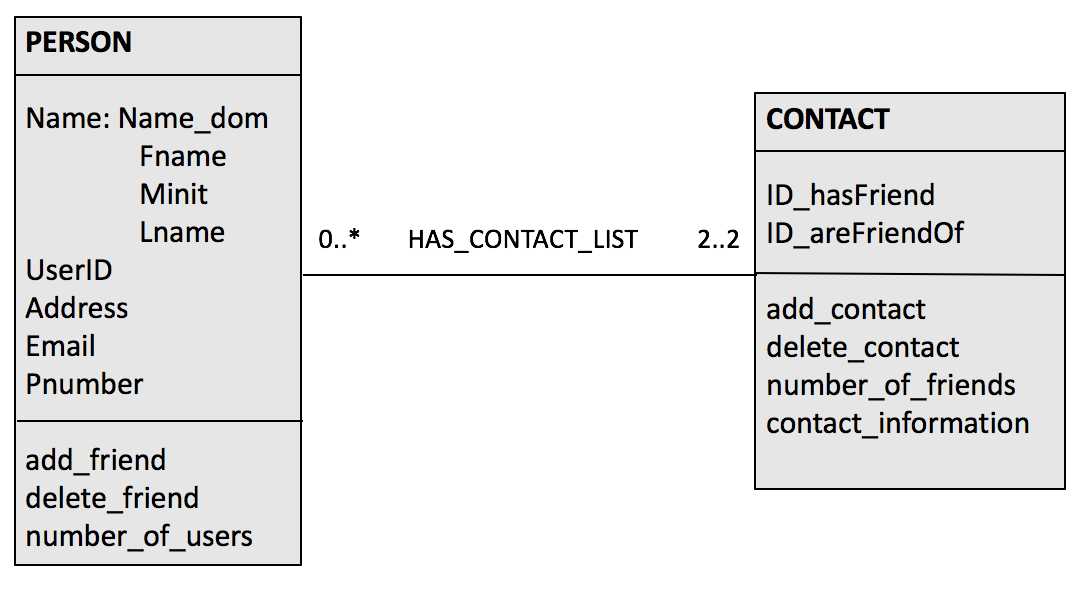 PERSON
Name: Name_dom
Fname
Minit
Lname
UserID
Address
Email
Pnumber
add_friend
delete_friend
number_of_users
0..* HAS_CONTACT_LIST 2..2
CONTACT
ID_hasFriend
ID_areFriendOf
add_contact
delete_contact
number_of_friends
contact_information